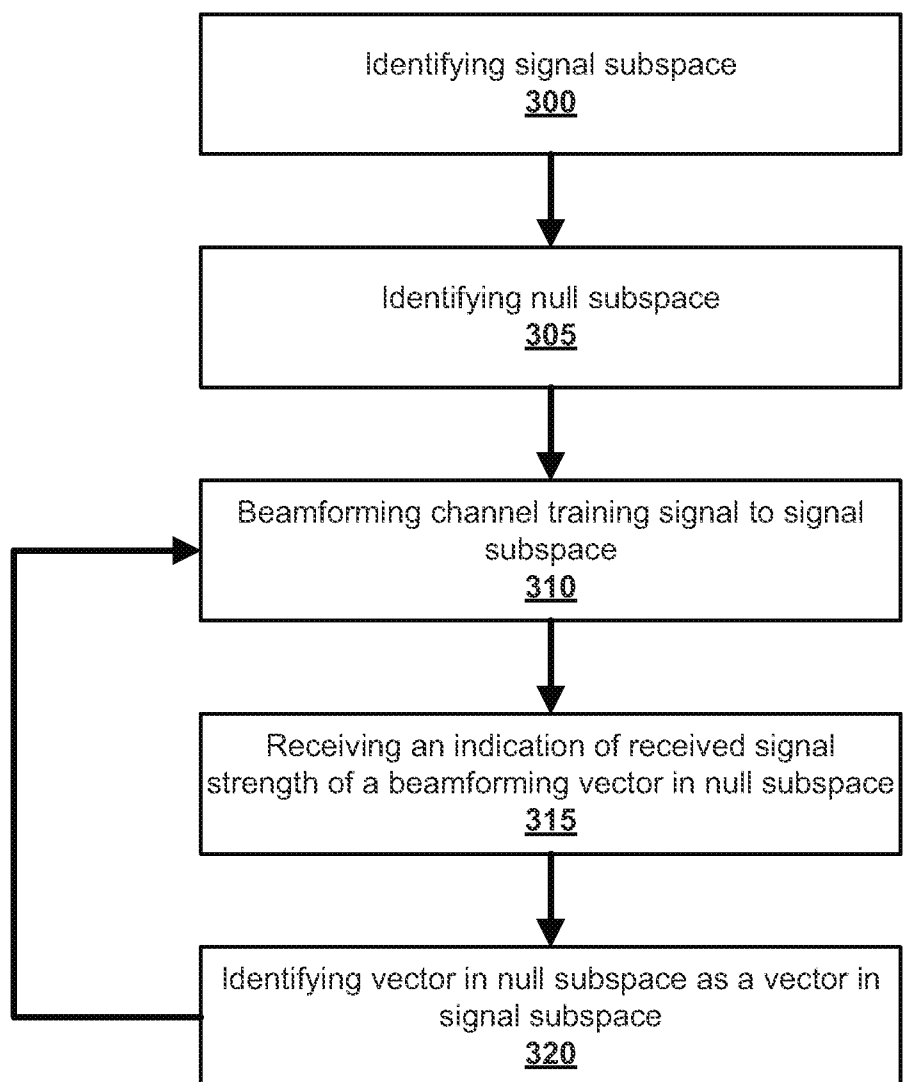 Identifying signal subspace
300
Identifying null subspace
305
Beamforming channel training signal to signal
subspace
310
Receiving an indication of received signal
strength of a beamforming vector in null subspace
315
Identifying vector in null subspace as a vector in
signal subspace
320